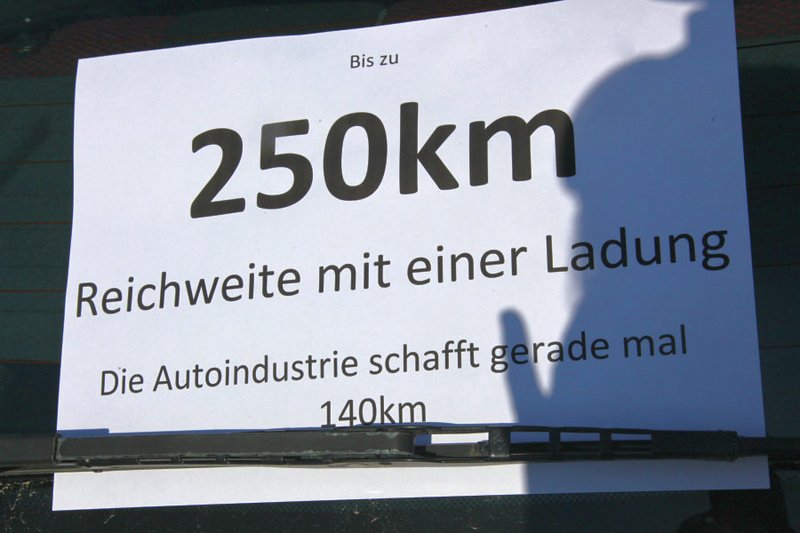 Bis zu
250km
Reichweite mit einer Ladung
Die Autoindustrie schafft gerade mal
140km